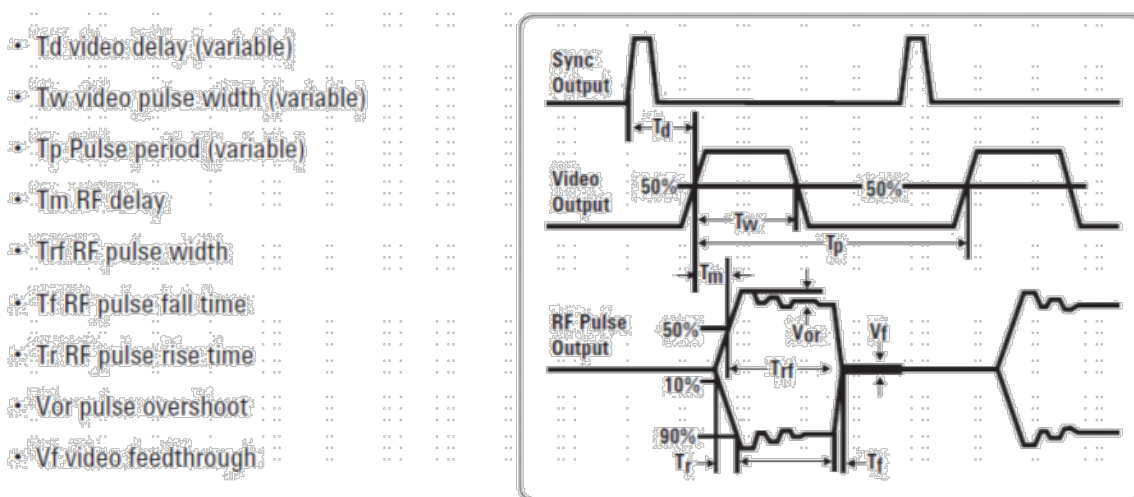 • Td video delay (variable)
• Tw video pulse width (variable)
• Tp Pulse period (variable)
• Tm RF delay
• Trf RF pulse width
• Tf RF pulse fall time
• Tr RF pulse rise time
• Vor pulse overshoot
• Vf video feedthrough
Sync
Output
Td
Video
Output
50%
50%
Tw
Tp
Tm
RF Pulse
Output
50%
Vor
Vf
Trf
10%
90%
Tr
Tf